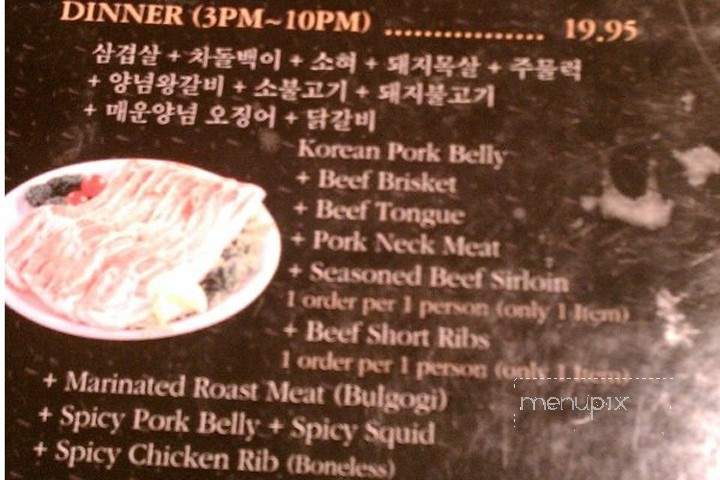 DINNER (3PM~10PM) ................ 19.95
삼겹살 + 차돌백이 + 소혀 + 돼지목살 + 주물럭
+ 양념왕갈비 + 소불고기 + 돼지불고기
+ 매운양념 오징어 + 닭갈비
Korean Pork Belly
+ Beef Brisket
+ Beef Tongue
+ Pork Neck Meat
+ Seasoned Beef Sirloin
1 order per 1 person (only 1 Item)
+ Beef Short Ribs
1 order per 1 person (only 1 Item)
+ Marinated Roast Meat (Bulgogi)
+ Spicy Pork Belly + Spicy Squid
+ Spicy Chicken Rib (Boneless)
menupix